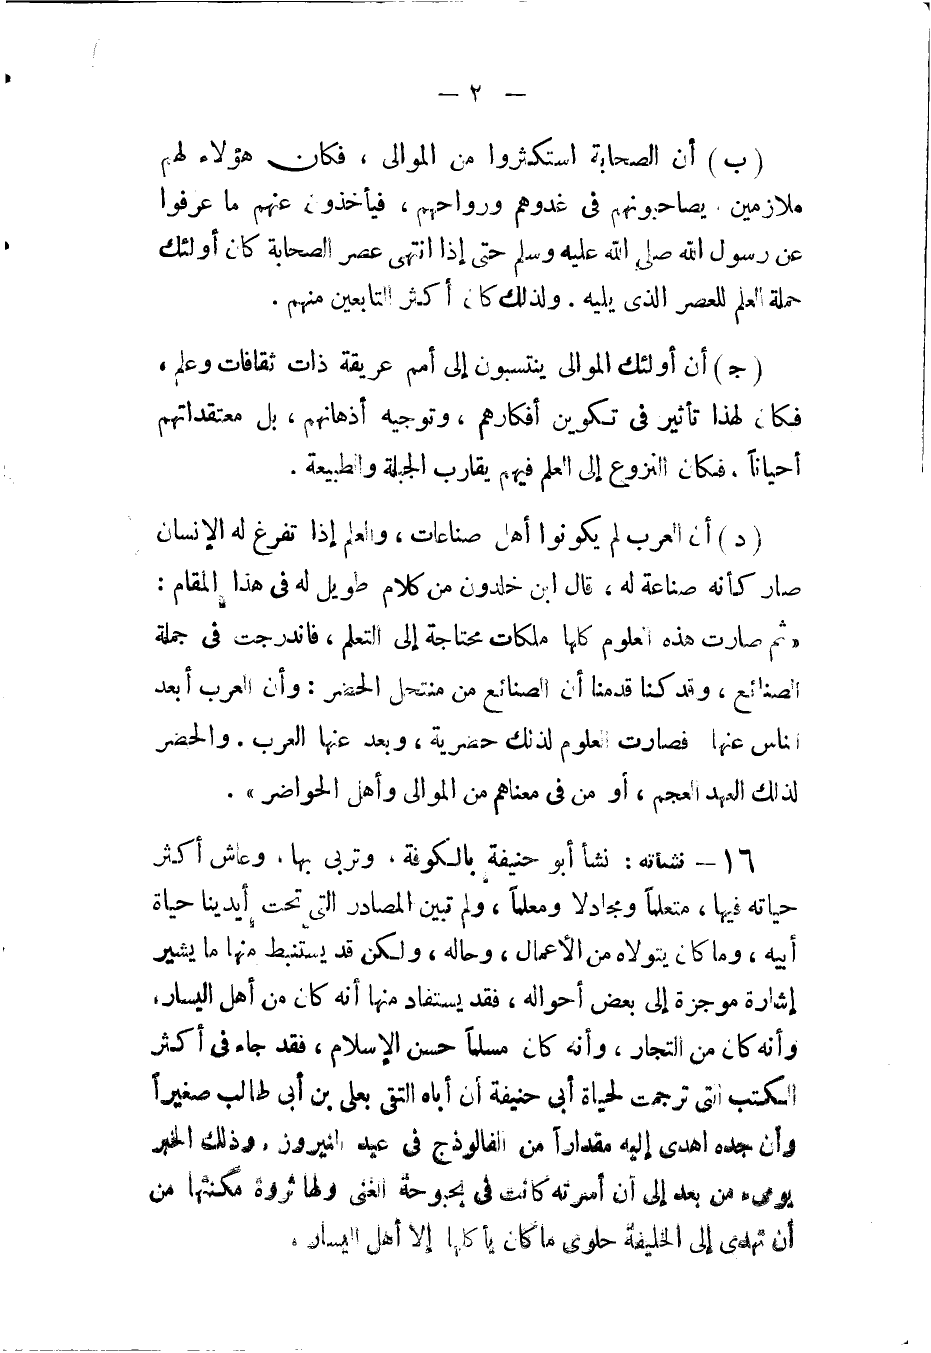 — ٢ —
( ب ) أن الصحابة استكثروا من الموالى ، فكان هؤلاء لهم
ملازمين . يصاحبونهم فى غدوهم ورواحهم ، فيأخذون عنهم ما عرفوا
عن رسول الله صلى الله عليه وسلم حتى إذا انتهى عصر الصحابة كان أولئك
حملة العلم للعصر الذى يليه . ولذلك كان أكثر التابعين منهم .
( ج ) أن أولئك الموالى ينتسبون إلى أمم عريقة ذات ثقافات وعلم ،
فكان لهذا تأثير فى تكوين أفكارهم ، وتوجيه أذهانهم ، بل معتقداتهم
أحياناً . فكان النزوع إلى العلم فيهم يقارب الجبلة والطبيعة .
( د ) أن العرب لم يكونوا أهل صناعات ، والعلم إذا تفرغ له الإنسان
صار كأنه صناعة له ، قال ابن خلدون من كلام طويل له فى هذا المقام :
« ثم صارت هذه العلوم كلها ملكات محتاجة إلى التعلم ، فاندرجت فى جملة
الصنائع ، وقد كنا قدمنا أن الصنائع من منتحل الحضر : وأن العرب أبعد
الناس عنها فصارت العلوم لذلك حضرية ، وبعد عنها العرب . والحضر
لذلك العهد العجم ، أو من فى معناهم من الموالى وأهل الحواضر » .
١٦ – نشأته : نشأ أبو حنيفة بالكوفة ، وتربى بها ، وعاش أكثر
حياته فيها ، متعلماً ومجادلا ومعلماً ، ولم تبين المصادر التى تحت أيدينا حياة
أبيه ، وما كان يتولاه من الأعمال ، وحاله ، ولكن قد يستنبط منها ما يشير
إشارة موجزة إلى بعض أحواله ، فقد يستفاد منها أنه كان من أهل اليسار ،
وأنه كان من التجار ، وأنه كان مسلماً حسن الإسلام ، فقد جاء فى أكثر
الكتب التى ترجمت لحياة أبى حنيفة أن أباه التقى بعلى بن أبى طالب صغيراً
وأن جده اهدى إليه مقداراً من الفالوذج فى عيد النيروز . وذلك الخبر
يومىء من بعد إلى أن أسرته كانت فى بحبوحة الغنى ولها ثروة مكنتها من
أن تهدى إلى الخليفة حلوى ما كان يأكلها إلا أهل اليسار .